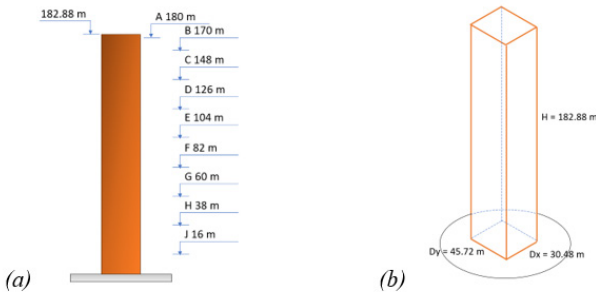 182.88 m
A 180 m
B 170 m
C 148 m
D 126 m
E 104 m
F 82 m
G 60 m
H 38 m
J 16 m
(a)
H = 182.88 m
Dy = 45.72 m
Dx = 30.48 m
(b)